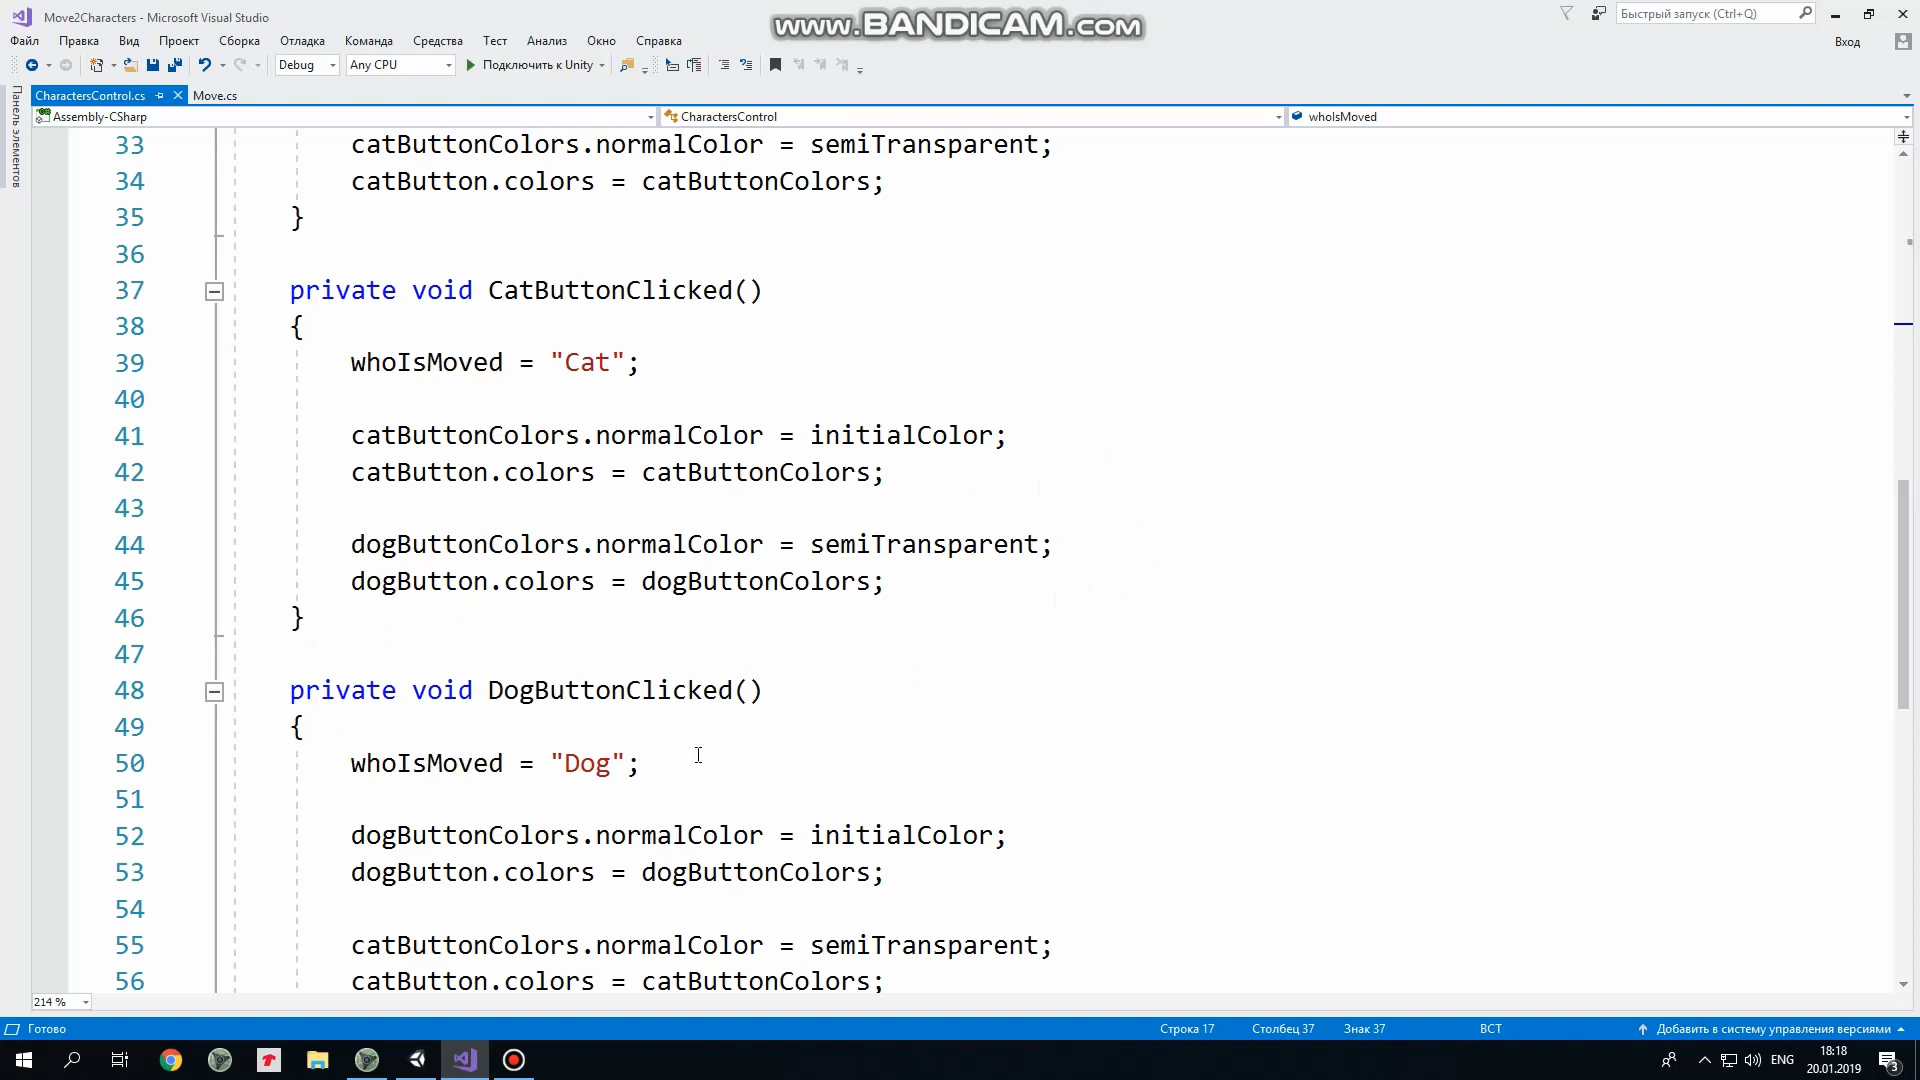 Move2Characters - Microsoft Visual Studio
www.BANDICAM.com
Быстрый запуск (Ctrl+Q)
Файл Правка Вид Проект Сборка Отладка Команда Средства Тест Анализ Окно Справка
Вход
Debug Any CPU Подключить к Unity
Панель элементов
CharactersControl.cs Move.cs
Assembly-CSharp CharactersControl whoIsMoved
33 catButtonColors.normalColor = semiTransparent;
34 catButton.colors = catButtonColors;
35 }
36
37 private void CatButtonClicked()
38 {
39 whoIsMoved = "Cat";
40
41 catButtonColors.normalColor = initialColor;
42 catButton.colors = catButtonColors;
43
44 dogButtonColors.normalColor = semiTransparent;
45 dogButton.colors = dogButtonColors;
46 }
47
48 private void DogButtonClicked()
49 {
50 whoIsMoved = "Dog";
51
52 dogButtonColors.normalColor = initialColor;
53 dogButton.colors = dogButtonColors;
54
55 catButtonColors.normalColor = semiTransparent;
56 catButton.colors = catButtonColors;
214 %
Готово Строка 17 Столбец 37 Знак 37 ВСТ Добавить в систему управления версиями
ENG 18:18
20.01.2019
3